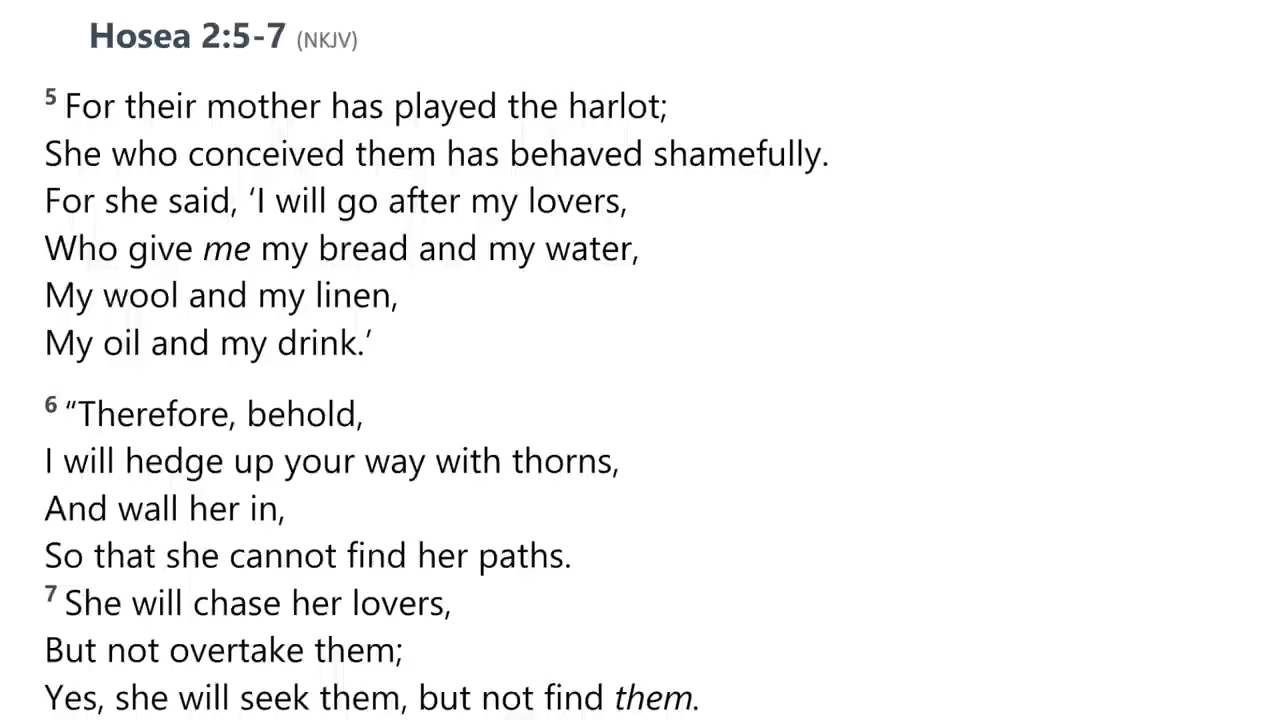 Hosea 2:5-7 (NKJV)
5 For their mother has played the harlot;
She who conceived them has behaved shamefully.
For she said, ‘I will go after my lovers,
Who give me my bread and my water,
My wool and my linen,
My oil and my drink.’
6 “Therefore, behold,
I will hedge up your way with thorns,
And wall her in,
So that she cannot find her paths.
7 She will chase her lovers,
But not overtake them;
Yes, she will seek them, but not find them.